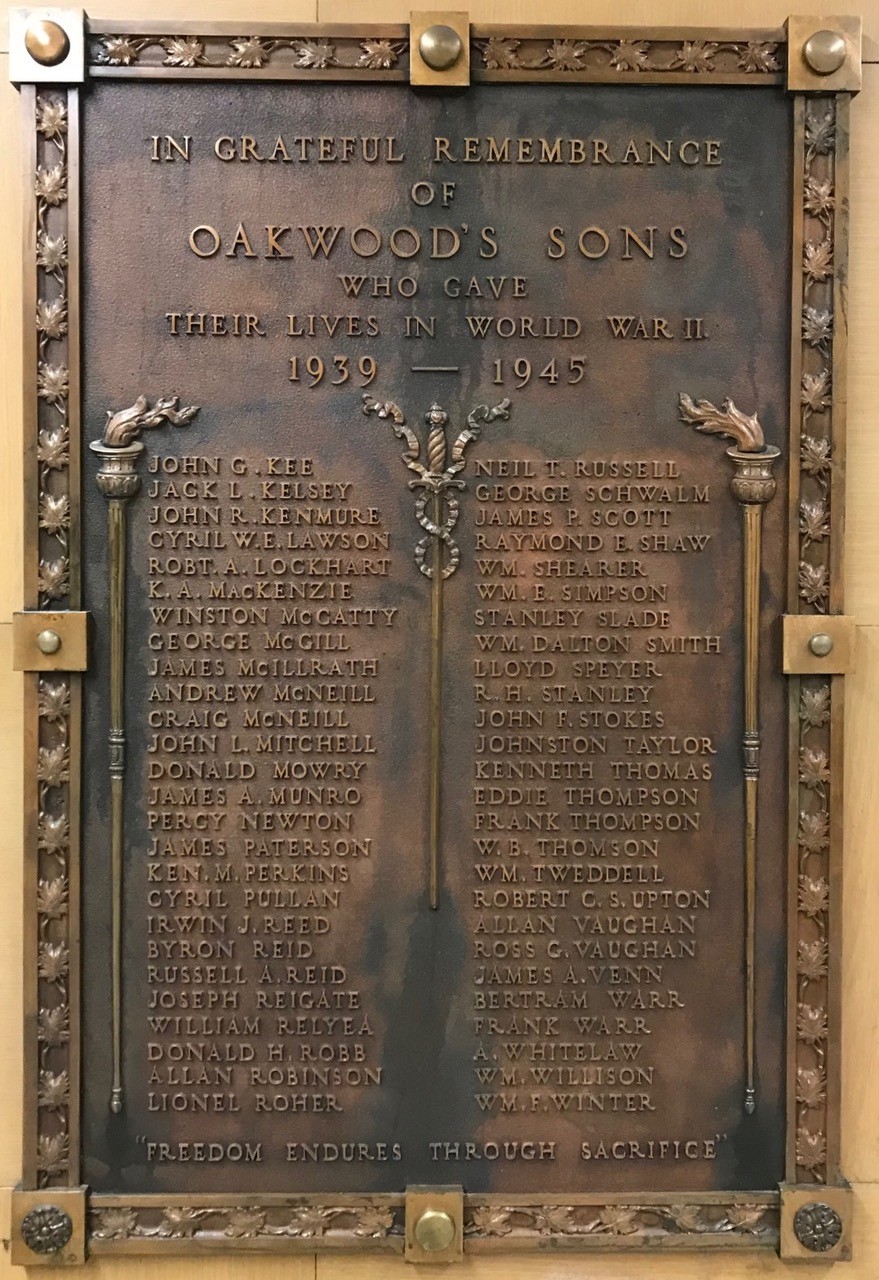 IN GRATEFUL REMEMBRANCE
OF
OAKWOOD'S SONS
WHO GAVE
THEIR LIVES IN WORLD WAR II.
1939 — 1945
JOHN G. KEE
JACK L. KELSEY
JOHN R. KENMURE
CYRIL W. E. LAWSON
ROBT. A. LOCKHART
K. A. MACKENZIE
WINSTON McCATTY
GEORGE McGILL
JAMES McILLRATH
ANDREW McNEILL
CRAIG McNEILL
JOHN L. MITCHELL
DONALD MOWRY
JAMES A. MUNRO
PERCY NEWTON
JAMES PATERSON
KEN. M. PERKINS
CYRIL PULLAN
IRWIN J. REED
BYRON REID
RUSSELL A. REID
JOSEPH REIGATE
WILLIAM RELYEA
DONALD H. ROBB
ALLAN ROBINSON
LIONEL ROHER
NEIL T. RUSSELL
GEORGE SCHWALM
JAMES P. SCOTT
RAYMOND E. SHAW
WM. SHEARER
WM. E. SIMPSON
STANLEY SLADE
WM. DALTON SMITH
LLOYD SPEYER
R. H. STANLEY
JOHN F. STOKES
JOHNSTON TAYLOR
KENNETH THOMAS
EDDIE THOMPSON
FRANK THOMPSON
W. B. THOMSON
WM. TWEDDELL
ROBERT C. S. UPTON
ALLAN VAUGHAN
ROSS G. VAUGHAN
JAMES A. VENN
BERTRAM WARR
FRANK WARR
A. WHITELAW
WM. WILLISON
WM. F. WINTER
"FREEDOM ENDURES THROUGH SACRIFICE"